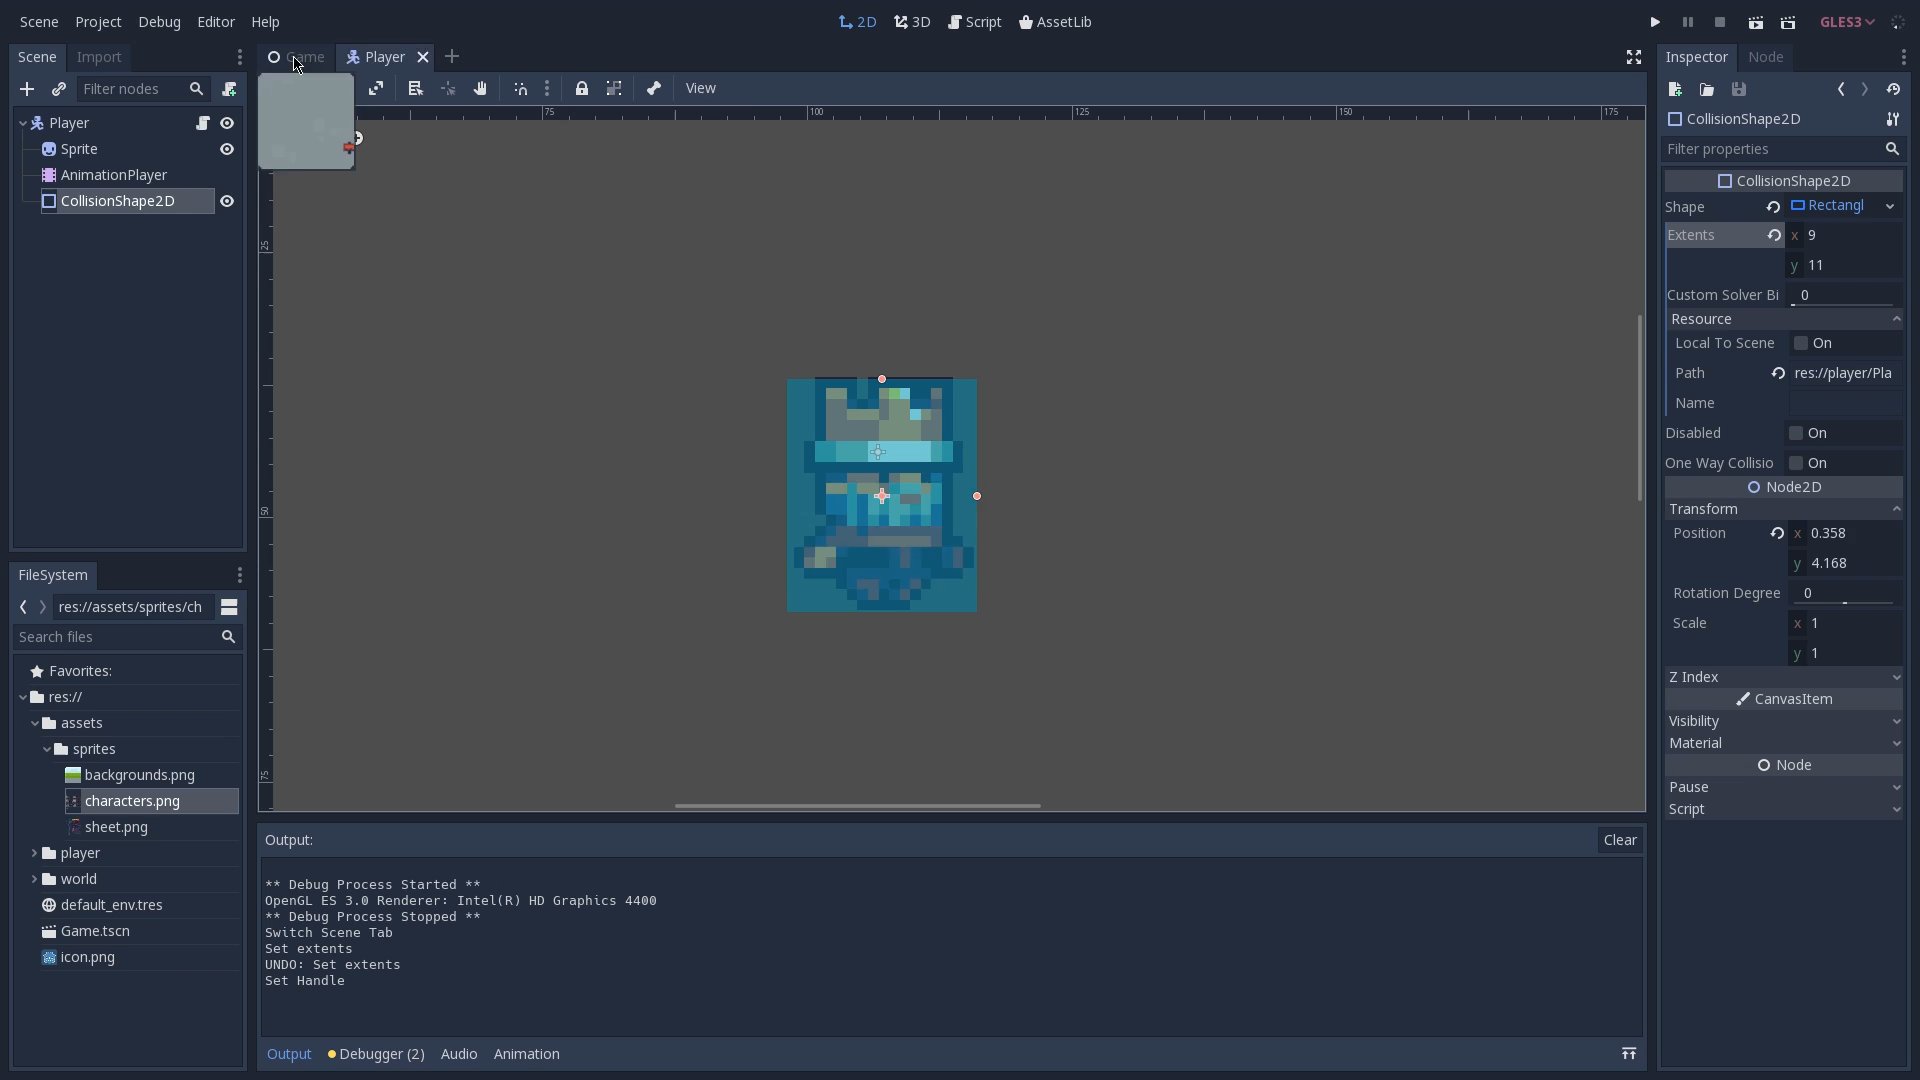 Scene Project Debug Editor Help
2D 3D Script AssetLib
GLES3
Scene Import
Game Player
Inspector Node
Filter nodes
View
Player
Sprite
AnimationPlayer
CollisionShape2D
75 100 125 150 175
25
50
75
FileSystem
res://assets/sprites/ch
Search files
Favorites:
res://
assets
sprites
backgrounds.png
characters.png
sheet.png
player
world
default_env.tres
Game.tscn
icon.png
Output:
Clear
** Debug Process Started **
OpenGL ES 3.0 Renderer: Intel(R) HD Graphics 4400
** Debug Process Stopped **
Switch Scene Tab
Set extents
UNDO: Set extents
Set Handle
Output Debugger (2) Audio Animation
CollisionShape2D
Filter properties
CollisionShape2D
Shape Rectangl
Extents x 9
y 11
Custom Solver Bi 0
Resource
Local To Scene On
Path res://player/Pla
Name
Disabled On
One Way Collisio On
Node2D
Transform
Position x 0.358
y 4.168
Rotation Degree 0
Scale x 1
y 1
Z Index
CanvasItem
Visibility
Material
Node
Pause
Script